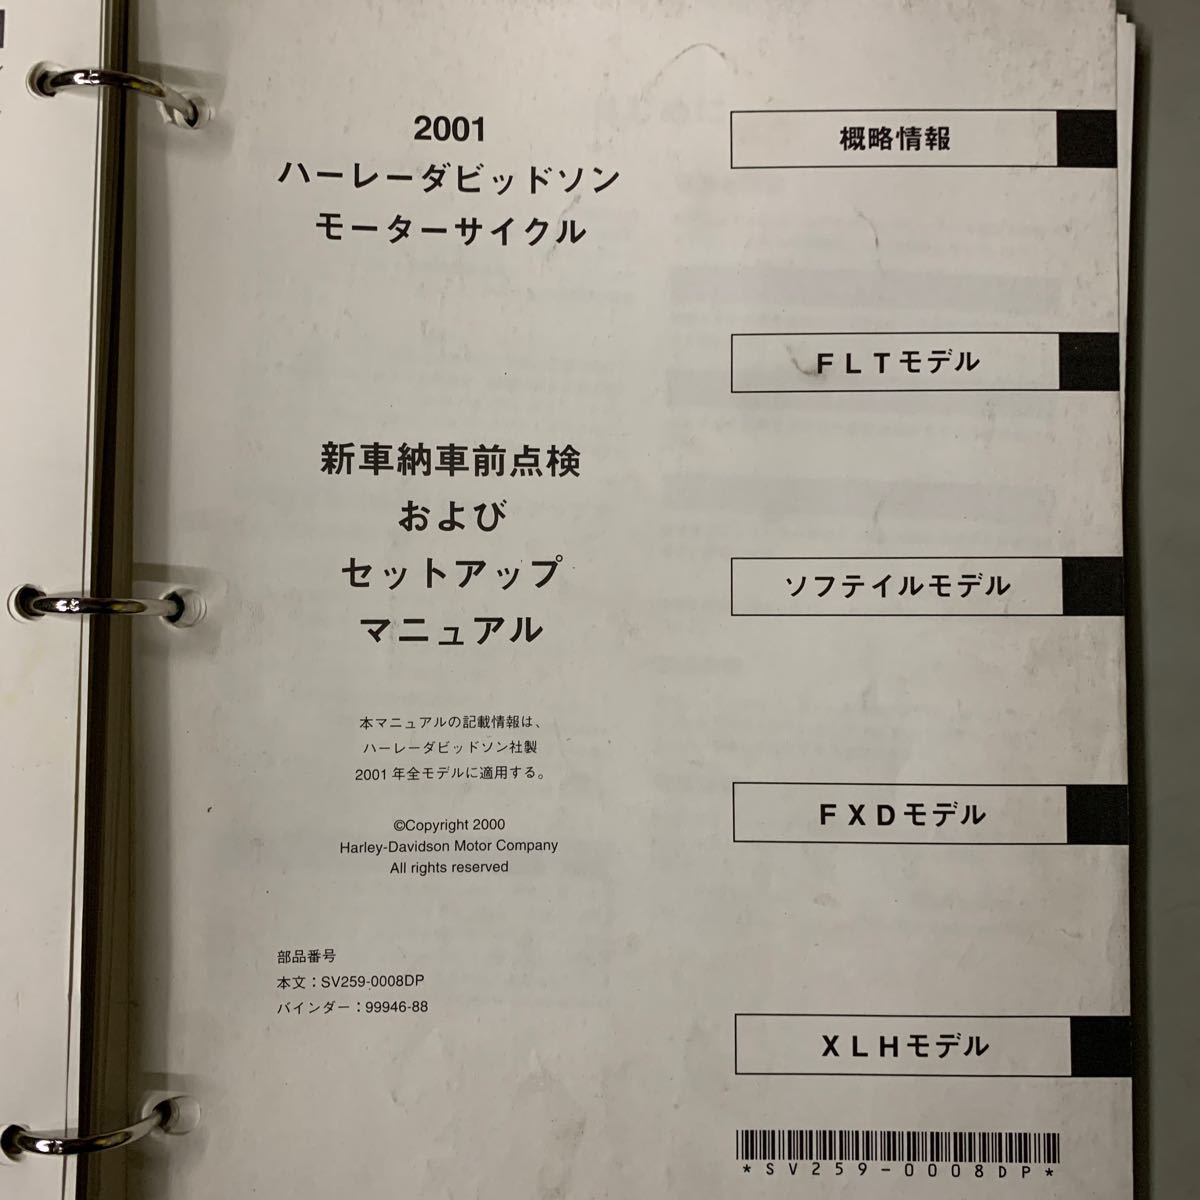 2001
ハーレーダビッドソン
モーターサイクル
新車納車前点検
および
セットアップ
マニュアル
本マニュアルの記載情報は、
ハーレーダビッドソン社製
2001 年全モデルに適用する。
©Copyright 2000
Harley-Davidson Motor Company
All rights reserved
部品番号
本文：SV259-0008DP
バインダー：99946-88
概略情報
ＦＬＴモデル
ソフテイルモデル
ＦＸＤモデル
ＸＬＨモデル
*SV259-0008DP*